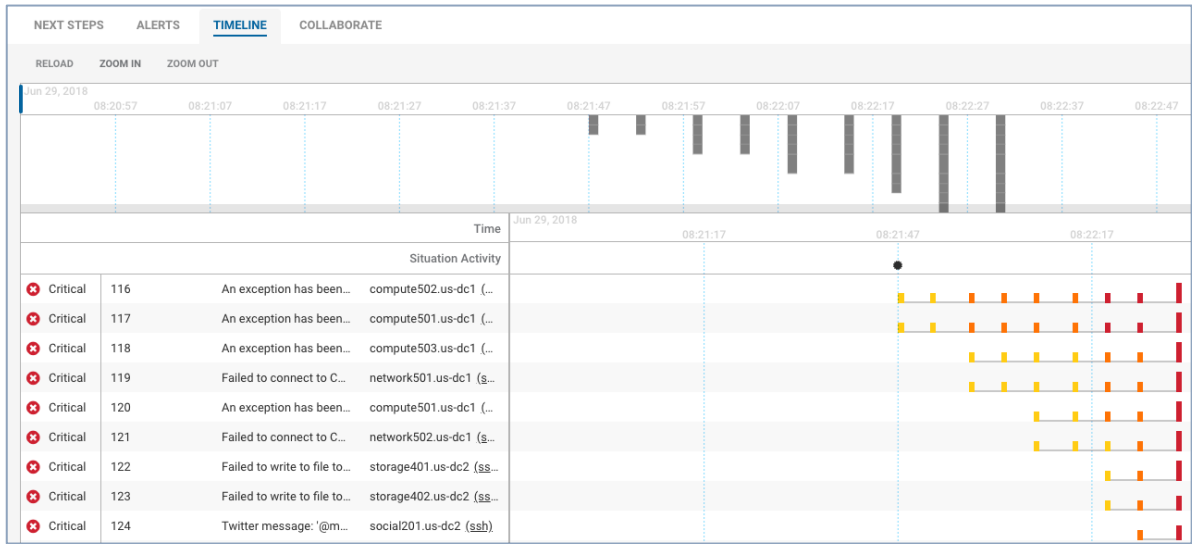 NEXT STEPS ALERTS TIMELINE COLLABORATE
RELOAD ZOOM IN ZOOM OUT
Jun 29, 2018
08:20:57 08:21:07 08:21:17 08:21:27 08:21:37 08:21:47 08:21:57 08:22:07 08:22:17 08:22:27 08:22:37 08:22:47
Time Jun 29, 2018
08:21:17 08:21:47 08:22:17
Situation Activity
Critical 116 An exception has been... compute502.us-dc1 (...
Critical 117 An exception has been... compute501.us-dc1 (...
Critical 118 An exception has been... compute503.us-dc1 (...
Critical 119 Failed to connect to C... network501.us-dc1 (s...
Critical 120 An exception has been... compute501.us-dc1 (...
Critical 121 Failed to connect to C... network502.us-dc1 (s...
Critical 122 Failed to write to file to... storage401.us-dc2 (ss...
Critical 123 Failed to write to file to... storage402.us-dc2 (ss...
Critical 124 Twitter message: '@m... social201.us-dc2 (ssh)